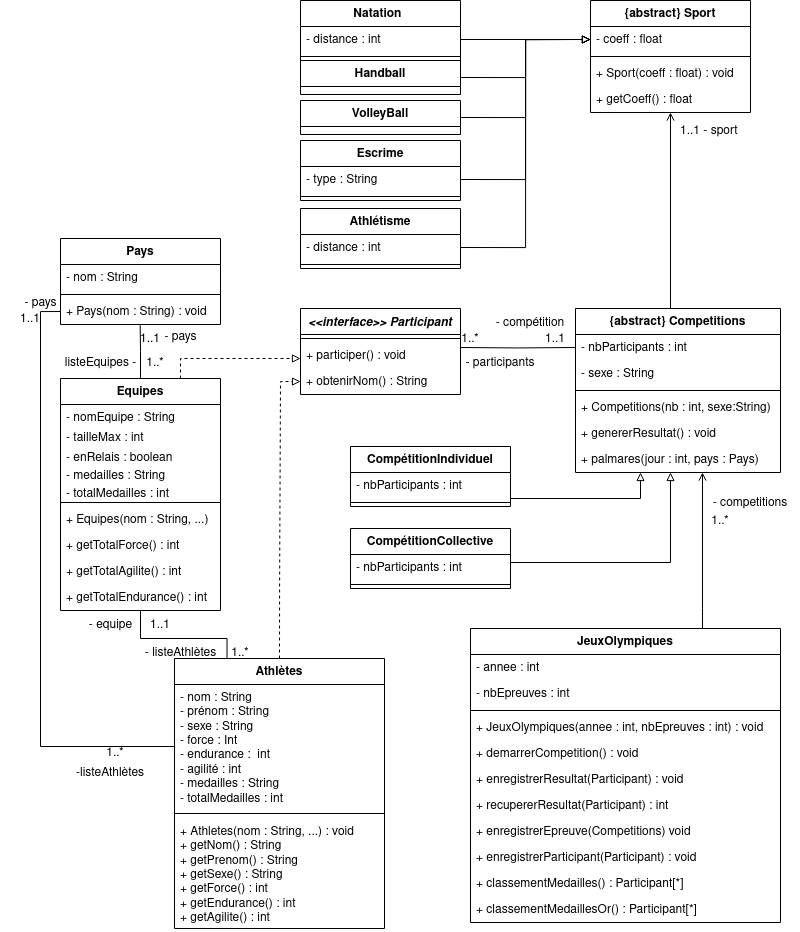 Natation
- distance : int
Handball
VolleyBall
Escrime
- type : String
Athlétisme
- distance : int
{abstract} Sport
- coeff : float
+ Sport(coeff : float) : void
+ getCoeff() : float
1..1 - sport
Pays
- nom : String
+ Pays(nom : String) : void
- pays
1..1
1..1 - pays
listeEquipes - 1..*
<<interface>> Participant
+ participer() : void
+ obtenirNom() : String
1..*
- participants
- compétition
1..1
{abstract} Competitions
- nbParticipants : int
- sexe : String
+ Competitions(nb : int, sexe:String)
+ genererResultat() : void
+ palmares(jour : int, pays : Pays)
Equipes
- nomEquipe : String
- tailleMax : int
- enRelais : boolean
- medailles : String
- totalMedailles : int
+ Equipes(nom : String, ...)
+ getTotalForce() : int
+ getTotalAgilite() : int
+ getTotalEndurance() : int
CompétitionIndividuel
- nbParticipants : int
CompétitionCollective
- nbParticipants : int
- competitions
1..*
- equipe 1..1
- listeAthlètes 1..*
Athlètes
- nom : String
- prénom : String
- sexe : String
- force : Int
- endurance : int
- agilité : int
- medailles : String
- totalMedailles : int
+ Athletes(nom : String, ...) : void
+ getNom() : String
+ getPrenom() : String
+ getSexe() : String
+ getForce() : int
+ getEndurance() : int
+ getAgilite() : int
1..*
-listeAthlètes
JeuxOlympiques
- annee : int
- nbEpreuves : int
+ JeuxOlympiques(annee : int, nbEpreuves : int) : void
+ demarrerCompetition() : void
+ enregistrerResultat(Participant) : void
+ recupererResultat(Participant) : int
+ enregistrerEpreuve(Competitions) void
+ enregistrerParticipant(Participant) : void
+ classementMedailles() : Participant[*]
+ classementMedaillesOr() : Participant[*]